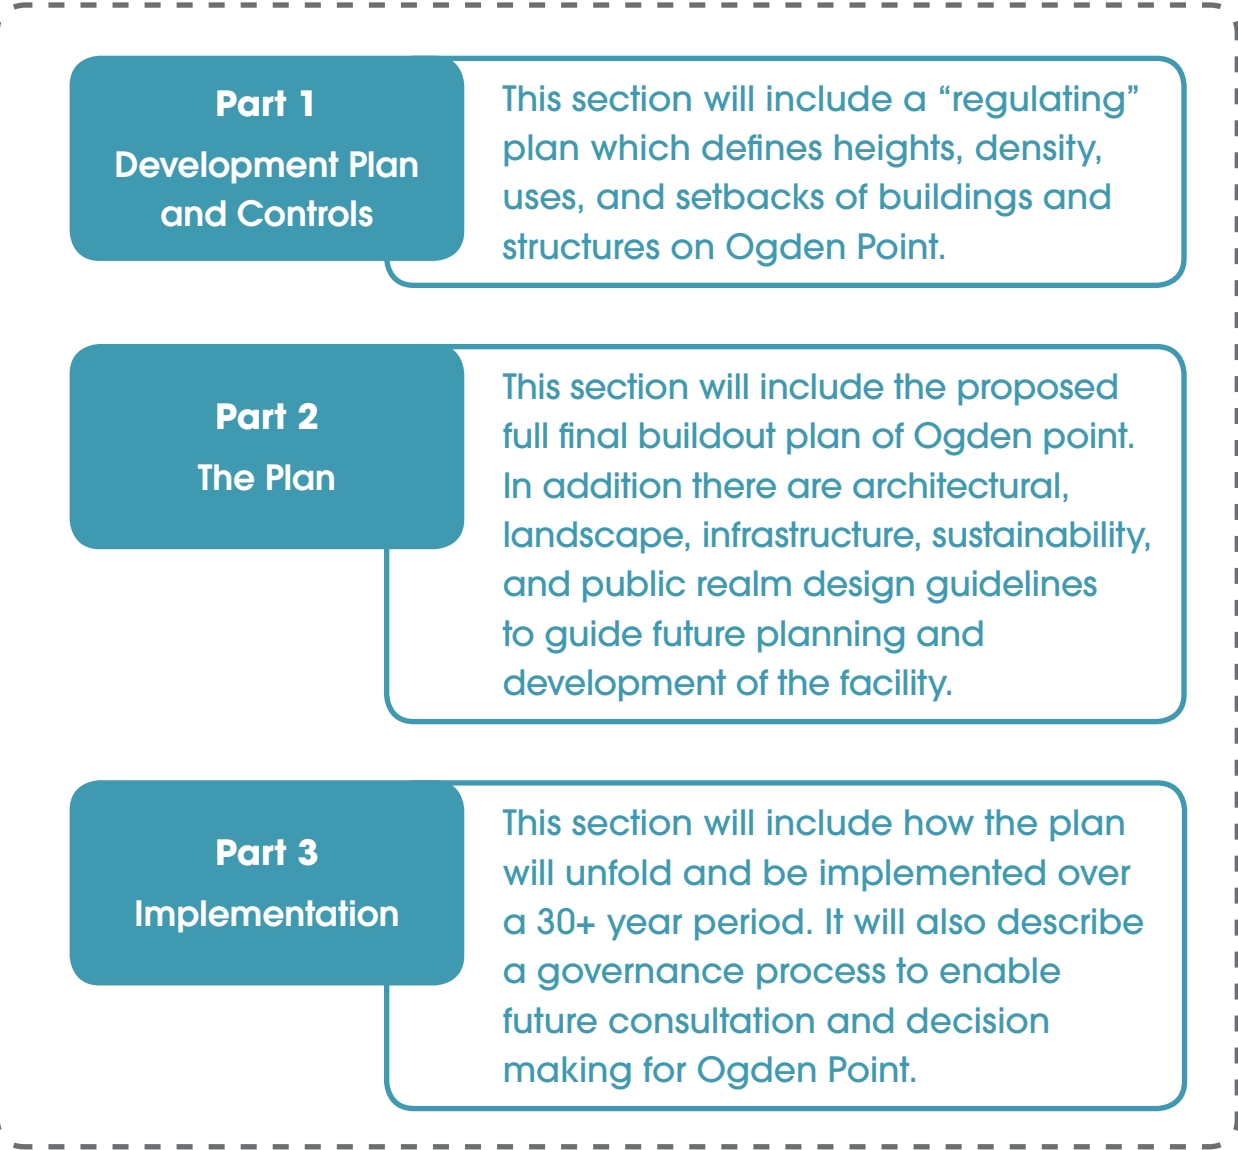 Part 1
Development Plan
and Controls
This section will include a “regulating”
plan which defines heights, density,
uses, and setbacks of buildings and
structures on Ogden Point.
Part 2
The Plan
This section will include the proposed
full final buildout plan of Ogden point.
In addition there are architectural,
landscape, infrastructure, sustainability,
and public realm design guidelines
to guide future planning and
development of the facility.
Part 3
Implementation
This section will include how the plan
will unfold and be implemented over
a 30+ year period. It will also describe
a governance process to enable
future consultation and decision
making for Ogden Point.